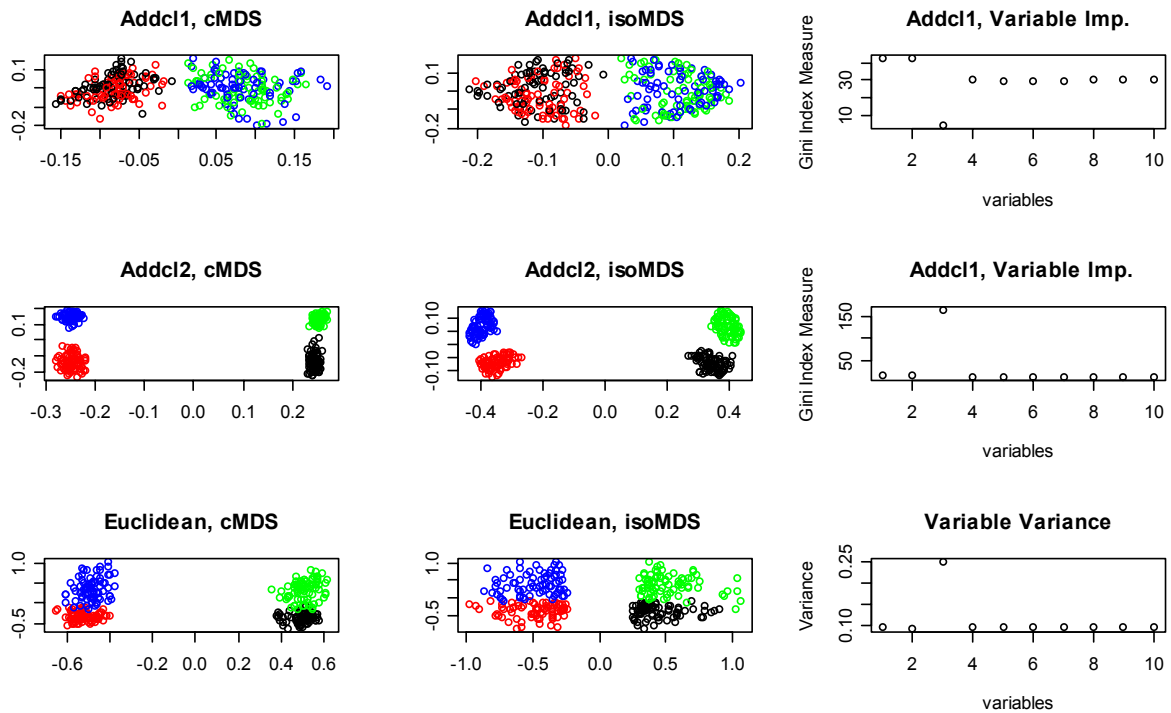 Addcl1, cMDS
0.1
-0.2
-0.15 -0.05 0.05 0.15
Addcl1, isoMDS
0.1
-0.2
-0.2 -0.1 0.0 0.1 0.2
Addcl1, Variable Imp.
Gini Index Measure
30
10
2 4 6 8 10
variables
Addcl2, cMDS
0.1
-0.2
-0.3 -0.2 -0.1 0.0 0.1 0.2
Addcl2, isoMDS
0.10
-0.10
-0.4 -0.2 0.0 0.2 0.4
Addcl1, Variable Imp.
Gini Index Measure
150
50
2 4 6 8 10
variables
Euclidean, cMDS
1.0
-0.5
-0.6 -0.2 0.0 0.2 0.4 0.6
Euclidean, isoMDS
1.0
-0.5
-1.0 -0.5 0.0 0.5 1.0
Variable Variance
Variance
0.25
0.10
2 4 6 8 10
variables